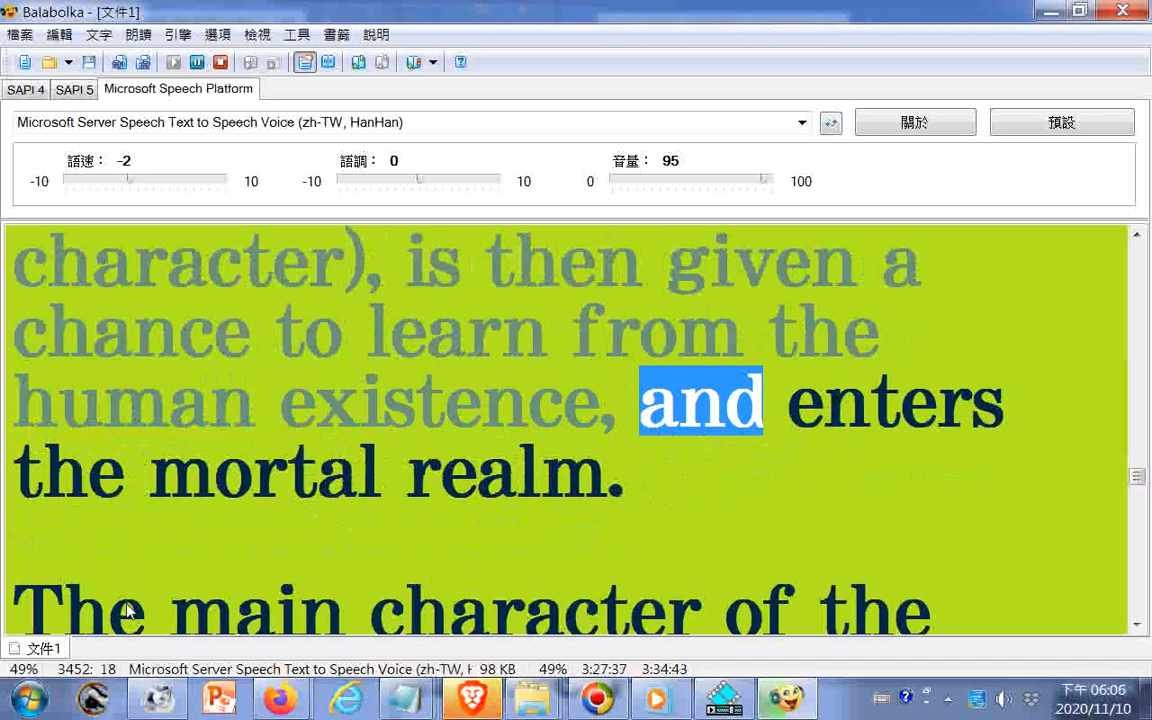 Balabolka - [文件1]
檔案 編輯 文字 朗讀 引擎 選項 檢視 工具 書籤 說明
SAPI 4 SAPI 5 Microsoft Speech Platform
Microsoft Server Speech Text to Speech Voice (zh-TW, HanHan) 關於 預設
語速： -2 語調： 0 音量： 95
-10 10 -10 10 0 100
character), is then given a
chance to learn from the
human existence, and enters
the mortal realm.
The main character of the
文件1
49% 3452: 18 Microsoft Server Speech Text to Speech Voice (zh-TW, 98 KB 49% 3:27:37 3:34:43
下午 06:06
2020/11/10